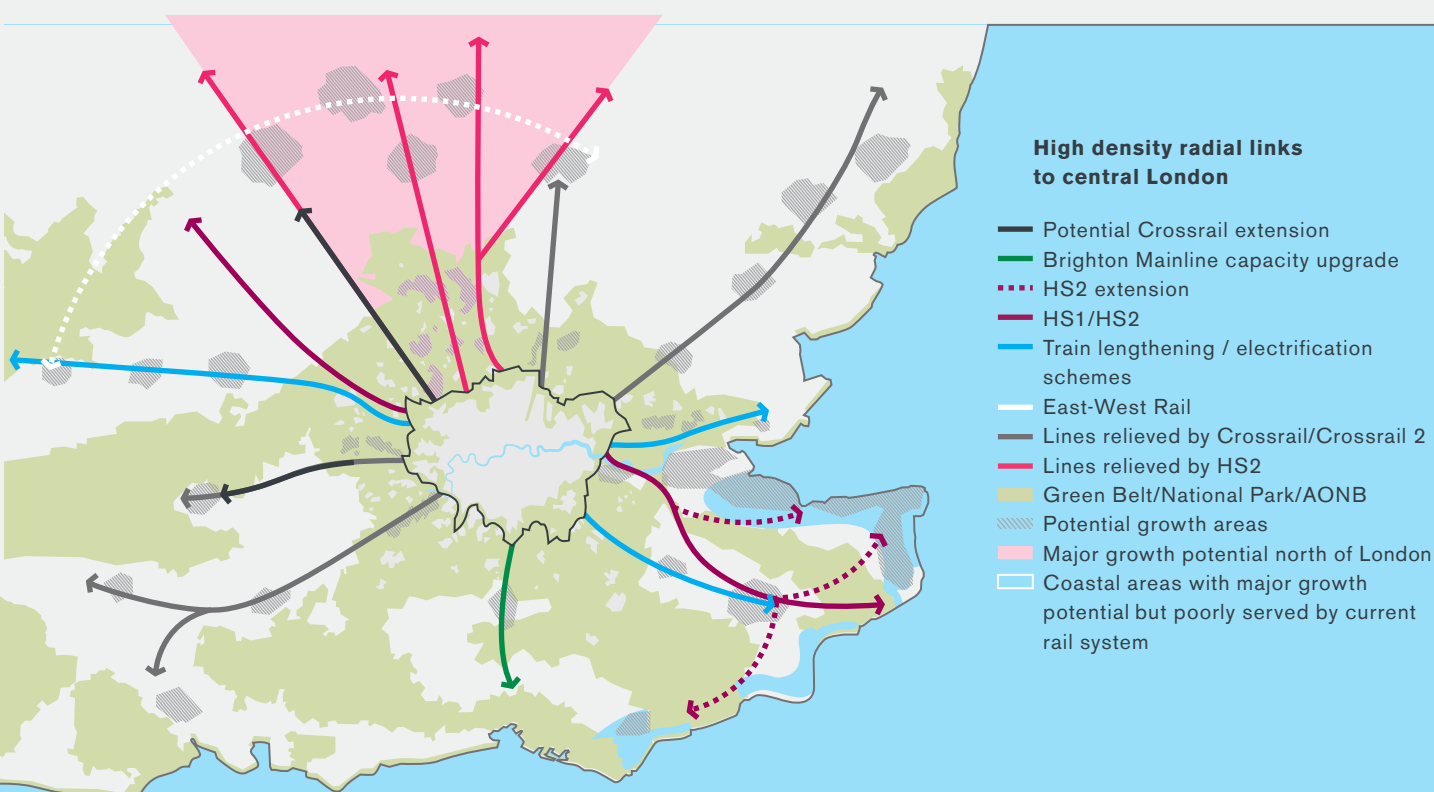 High density radial links
to central London
Potential Crossrail extension
Brighton Mainline capacity upgrade
HS2 extension
HS1/HS2
Train lengthening / electrification
schemes
East-West Rail
Lines relieved by Crossrail/Crossrail 2
Lines relieved by HS2
Green Belt/National Park/AONB
Potential growth areas
Major growth potential north of London
Coastal areas with major growth
potential but poorly served by current
rail system